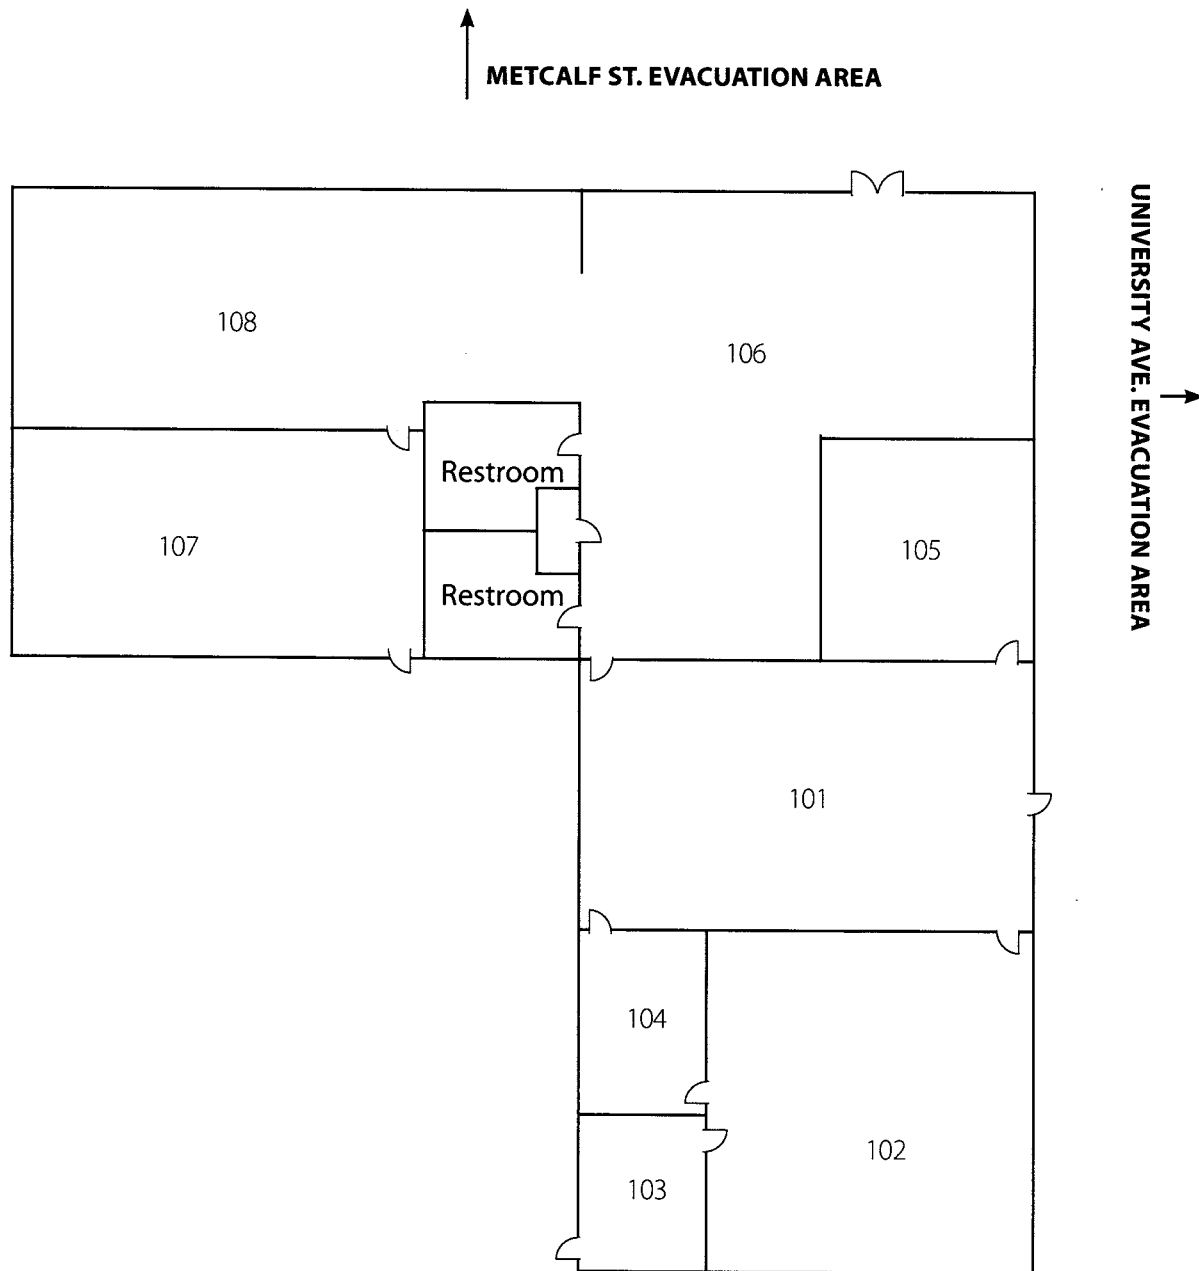 METCALF ST. EVACUATION AREA
UNIVERSITY AVE. EVACUATION AREA
108
106
Restroom
107
105
Restroom
101
104
102
103